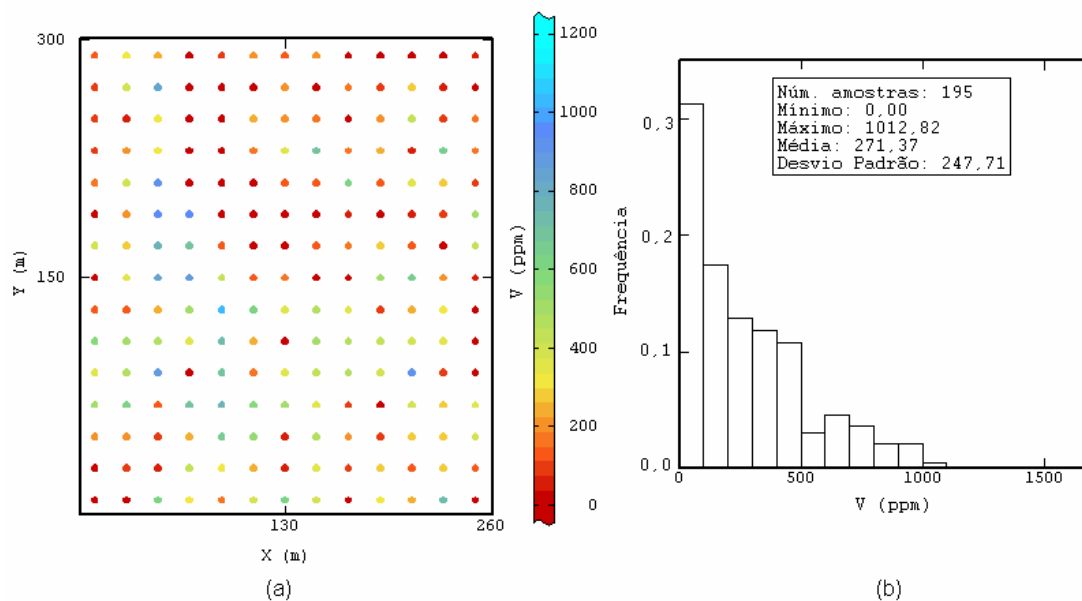 300
150
Y (m)
130
260
X (m)
(a)
1200
1000
800
600
400
200
0
V (ppm)
Núm. amostras: 195
Mínimo: 0,00
Máximo: 1012,82
Média: 271,37
Desvio Padrão: 247,71
0,3
0,2
0,1
0,0
Frequência
0
500
1000
1500
V (ppm)
(b)